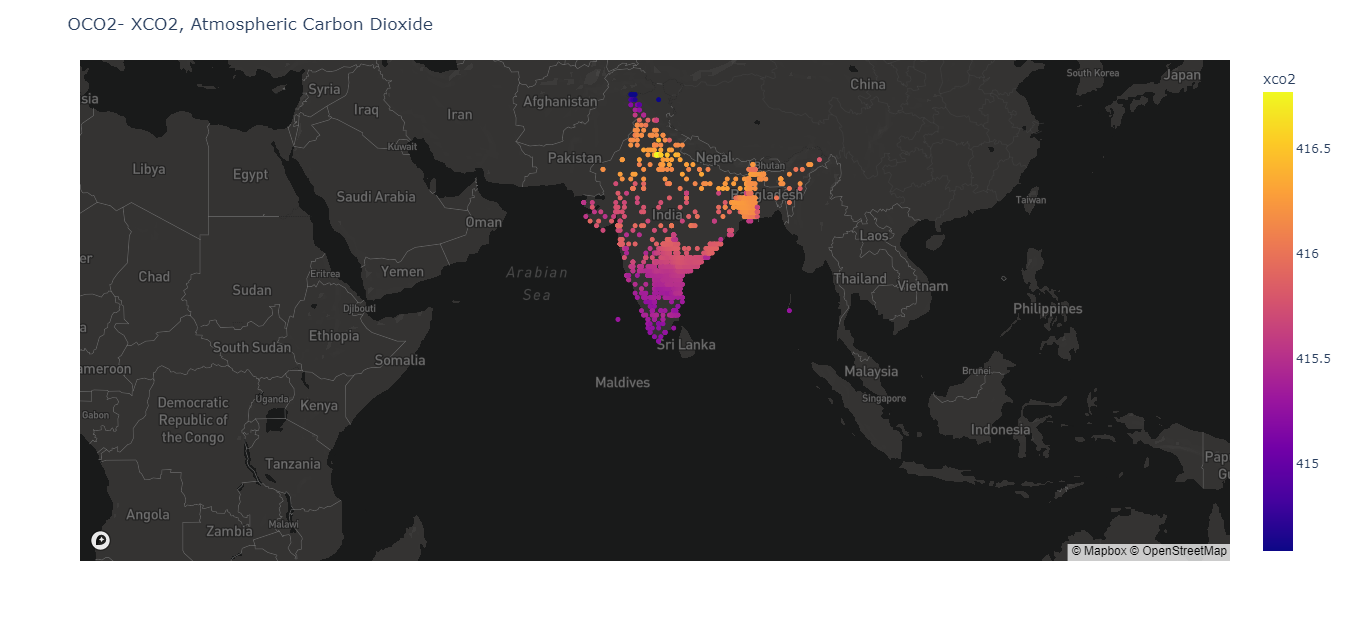 OCO2- XCO2, Atmospheric Carbon Dioxide
xco2
416.5
416
415.5
415
South Korea
Japan
China
Syria
sia
Iraq
Iran
Afghanistan
Kuwait
Pakistan
Nepal
Bhutan
Libya
Egypt
Saudi Arabia
Oman
India
Taiwan
Laos
er
Chad
Eritrea
Yemen
Arabian
Sea
Thailand
Vietnam
Sudan
Djibouti
Philippines
a
Ethiopia
South Sudan
Somalia
Sri Lanka
ameroon
Maldives
Malaysia
Brunei
Singapore
Gabon
Democratic
Republic of
the Congo
Uganda
Kenya
Indonesia
Tanzania
Pap
G
Angola
Zambia
Malawi
© Mapbox © OpenStreetMap